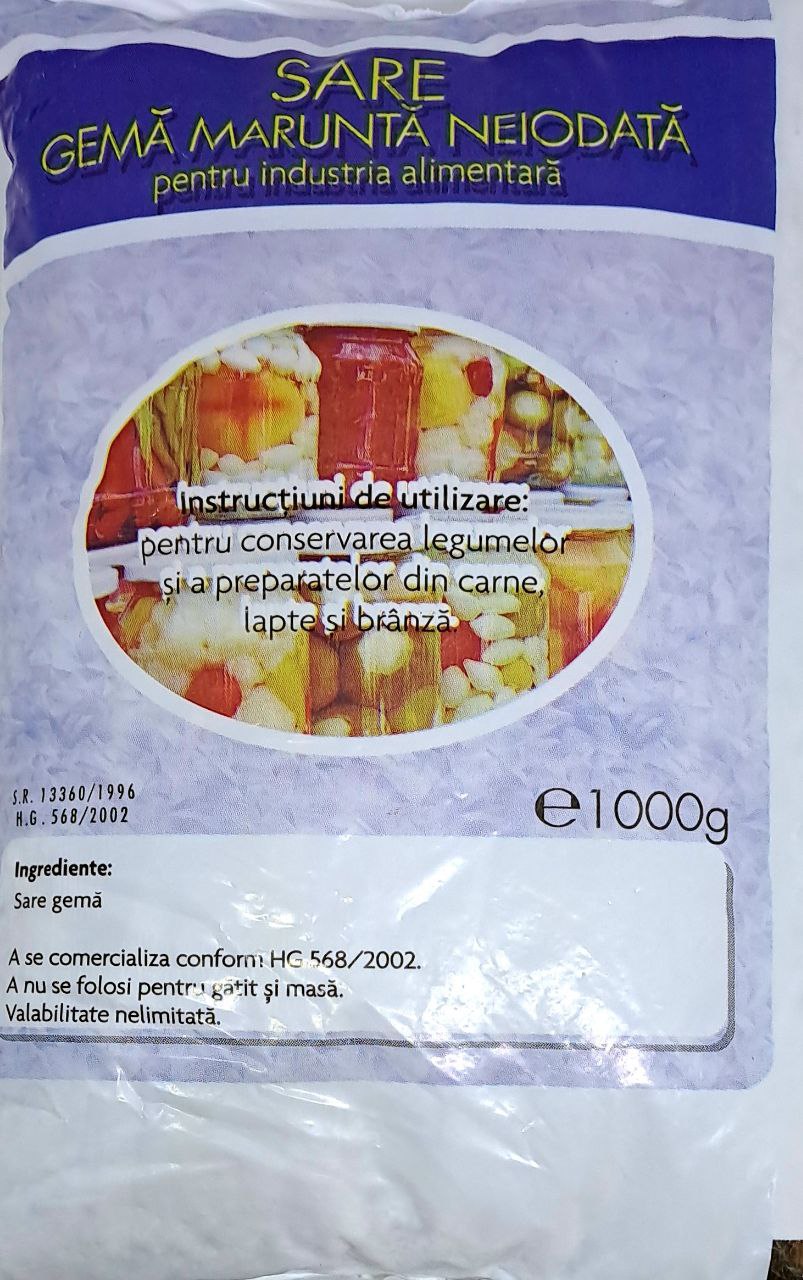 SARE
GEMĂ MARUNTĂ NEIODATĂ
pentru industria alimentară
Instrucțiuni de utilizare:
pentru conservarea legumelor
și a preparatelor din carne,
lapte și brânză.
S.R. 13360/1996
H.G. 568/2002
℮1000g
Ingrediente:
Sare gemă
A se comercializa conform HG 568/2002.
A nu se folosi pentru gătit și masă.
Valabilitate nelimitată.